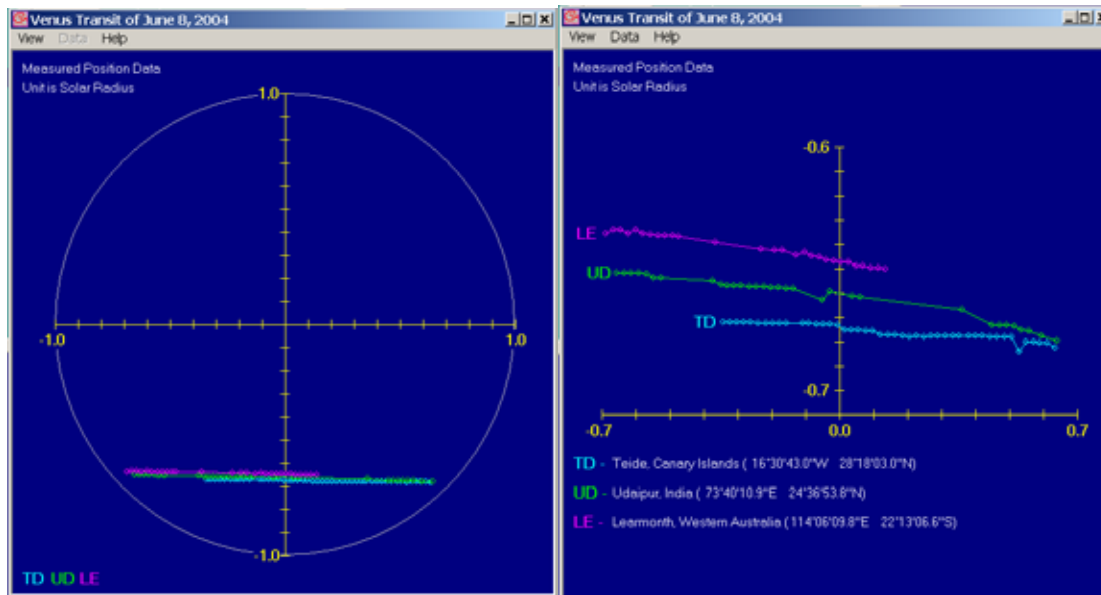 Venus Transit of June 8, 2004
View Data Help
Measured Position Data
Unit is Solar Radius
1.0
-1.0
1.0
-1.0
TD UD LE
Venus Transit of June 8, 2004
View Data Help
Measured Position Data
Unit is Solar Radius
-0.6
LE
UD
TD
-0.7
-0.7 0.0 0.7
TD - Teide, Canary Islands ( 16°30'43.0"W 28°18'03.0"N)
UD - Udaipur, India ( 73°40'10.9"E 24°36'53.8"N)
LE - Learmonth, Western Australia ( 114°06'09.8"E 22°13'06.6"S)